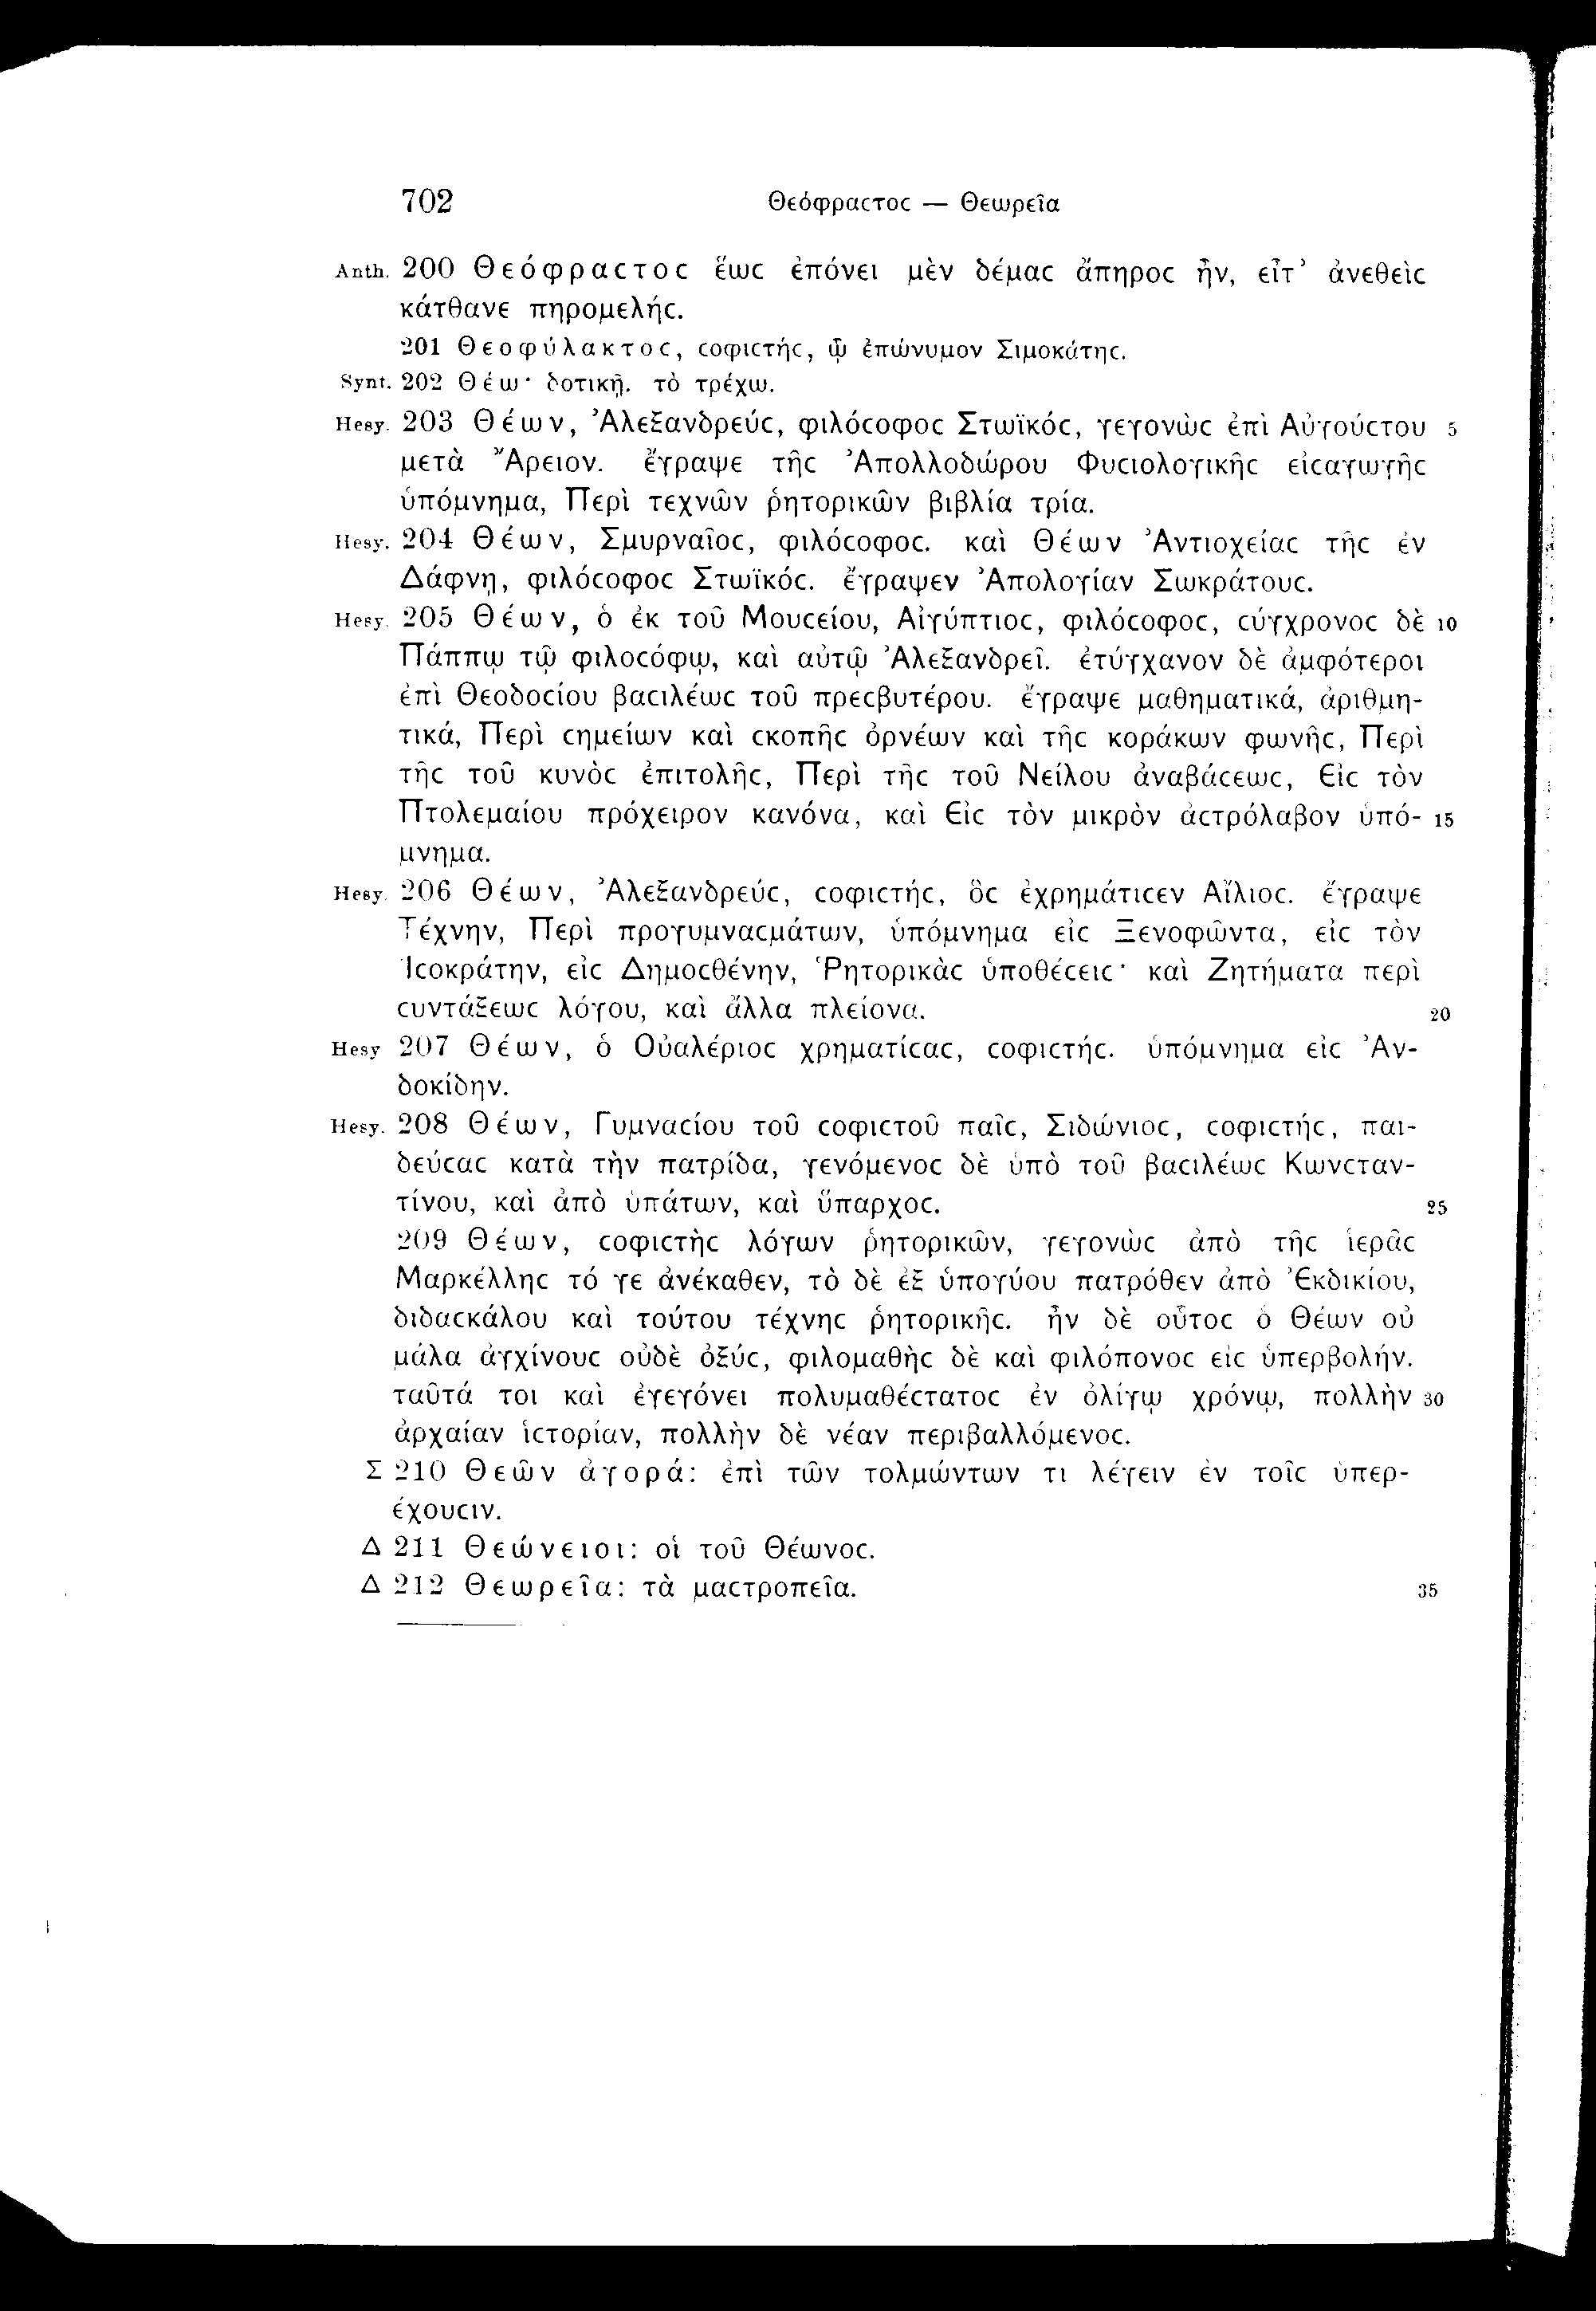 702 Θεόφραϲτοϲ — Θεωρεῖα
Anth. 200 Θεόφραϲτοϲ ἕωϲ ἐπόνει μὲν δέμαϲ ἄπηροϲ ἦν, εἶτ’ ἀνεθεὶϲ
κάτθανε πηρομελήϲ.
201 Θεοφύλακτοϲ, ϲοφιϲτήϲ, ᾧ ἐπώνυμον Σιμοκάτηϲ.
Synt. 202 Θέω· δοτικῇ. τὸ τρέχω.
Hesy. 203 Θέων, Ἀλεξανδρεύϲ, φιλόϲοφοϲ Στωϊκόϲ, γεγονὼϲ ἐπὶ Αὐγούϲτου 5
μετὰ Ἄρειον. ἔγραψε τῆϲ Ἀπολλοδώρου Φυϲιολογικῆϲ εἰϲαγωγῆϲ
ὑπόμνημα, Περὶ τεχνῶν ῥητορικῶν βιβλία τρία.
Hesy. 204 Θέων, Σμυρναῖοϲ, φιλόϲοφοϲ. καὶ Θέων Ἀντιοχείαϲ τῆϲ ἐν
Δάφνῃ, φιλόϲοφοϲ Στωϊκόϲ. ἔγραψεν Ἀπολογίαν Σωκράτουϲ.
Hesy. 205 Θέων, ὁ ἐκ τοῦ Μουϲείου, Αἰγύπτιοϲ, φιλόϲοφοϲ, ϲύγχρονοϲ δὲ 10
Πάππῳ τῷ φιλοϲόφῳ, καὶ αὐτῷ Ἀλεξανδρεῖ. ἐτύγχανον δὲ ἀμφότεροι
ἐπὶ Θεοδοϲίου βαϲιλέωϲ τοῦ πρεϲβυτέρου. ἔγραψε μαθηματικά, ἀριθμη-
τικά, Περὶ ϲημείων καὶ ϲκοπῆϲ ὀρνέων καὶ τῆϲ κοράκων φωνῆϲ, Περὶ
τῆϲ τοῦ κυνὸϲ ἐπιτολῆϲ, Περὶ τῆϲ τοῦ Νείλου ἀναβάϲεωϲ, Εἰϲ τὸν
Πτολεμαίου πρόχειρον κανόνα, καὶ Εἰϲ τὸν μικρὸν ἀϲτρόλαβον ὑπό- 15
μνημα.
Hesy. 206 Θέων, Ἀλεξανδρεύϲ, ϲοφιϲτήϲ, ὃϲ ἐχρημάτιϲεν Αἴλιοϲ. ἔγραψε
Τέχνην, Περὶ προγυμναϲμάτων, ὑπόμνημα εἰϲ Ξενοφῶντα, εἰϲ τὸν
Ἰϲοκράτην, εἰϲ Δημοϲθένην, Ῥητορικὰϲ ὑποθέϲειϲ· καὶ Ζητήματα περὶ
ϲυντάξεωϲ λόγου, καὶ ἄλλα πλείονα. 20
Hesy 207 Θέων, ὁ Οὐαλέριοϲ χρηματίϲαϲ, ϲοφιϲτήϲ. ὑπόμνημα εἰϲ Ἀν-
δοκίδην.
Hesy. 208 Θέων, Γυμναϲίου τοῦ ϲοφιϲτοῦ παῖϲ, Σιδώνιοϲ, ϲοφιϲτήϲ, παι-
δεύϲαϲ κατὰ τὴν πατρίδα, γενόμενοϲ δὲ ὑπὸ τοῦ βαϲιλέωϲ Κωνϲταν-
τίνου, καὶ ἀπὸ ὑπάτων, καὶ ὕπαρχοϲ. 25
209 Θέων, ϲοφιϲτὴϲ λόγων ῥητορικῶν, γεγονὼϲ ἀπὸ τῆϲ ἱερᾶϲ
Μαρκέλληϲ τό γε ἀνέκαθεν, τὸ δὲ ἐξ ὑπογύου πατρόθεν ἀπὸ Ἐκδικίου,
διδαϲκάλου καὶ τούτου τέχνηϲ ῥητορικῆϲ. ἦν δὲ οὗτοϲ ὁ Θέων οὐ
μάλα ἀγχίνουϲ οὐδὲ ὀξύϲ, φιλομαθὴϲ δὲ καὶ φιλόπονοϲ εἰϲ ὑπερβολήν.
ταῦτά τοι καὶ ἐγεγόνει πολυμαθέϲτατοϲ ἐν ὀλίγῳ χρόνῳ, πολλὴν 30
ἀρχαίαν ἱϲτορίαν, πολλὴν δὲ νέαν περιβαλλόμενοϲ.
Σ 210 Θεῶν ἀγορά: ἐπὶ τῶν τολμώντων τι λέγειν ἐν τοῖϲ ὑπερ-
έχουϲιν.
Δ 211 Θεώνειοι: οἱ τοῦ Θέωνοϲ.
Δ 212 Θεωρεῖα: τὰ μαϲτροπεῖα. 35